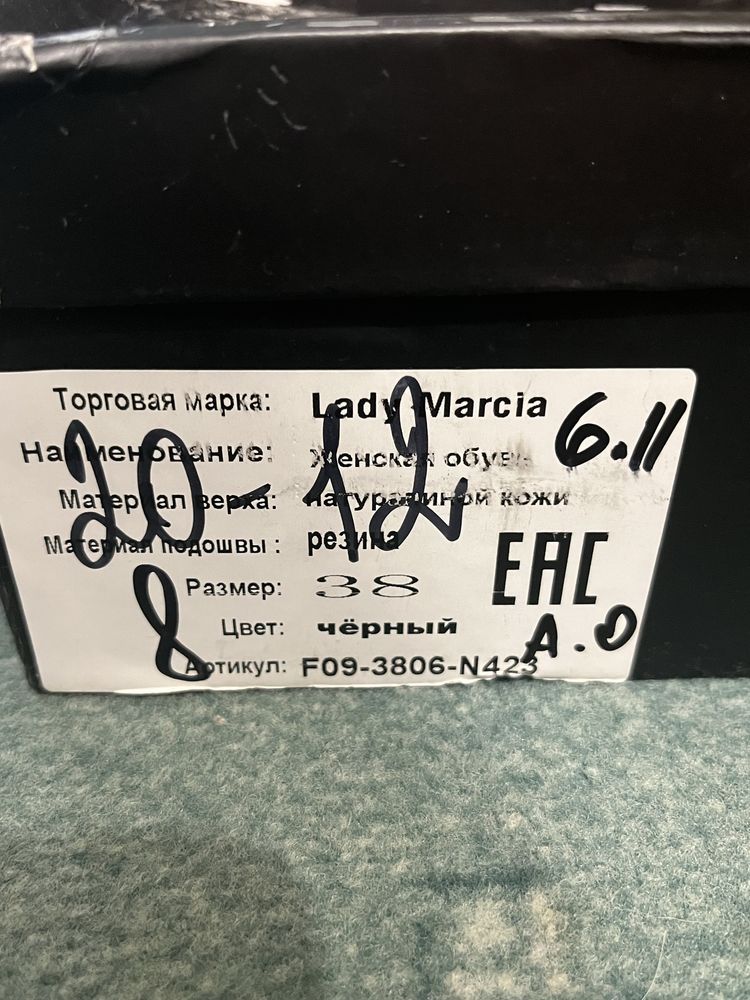 Торговая марка: Lady Marcia 6.11
Наименование: Женская обувь
Материал верха: натуральной кожи
20-12
Материал подошвы: резина
Размер: 38 EAC
8
Цвет: чёрный
А.О
Артикул: F09-3806-N423